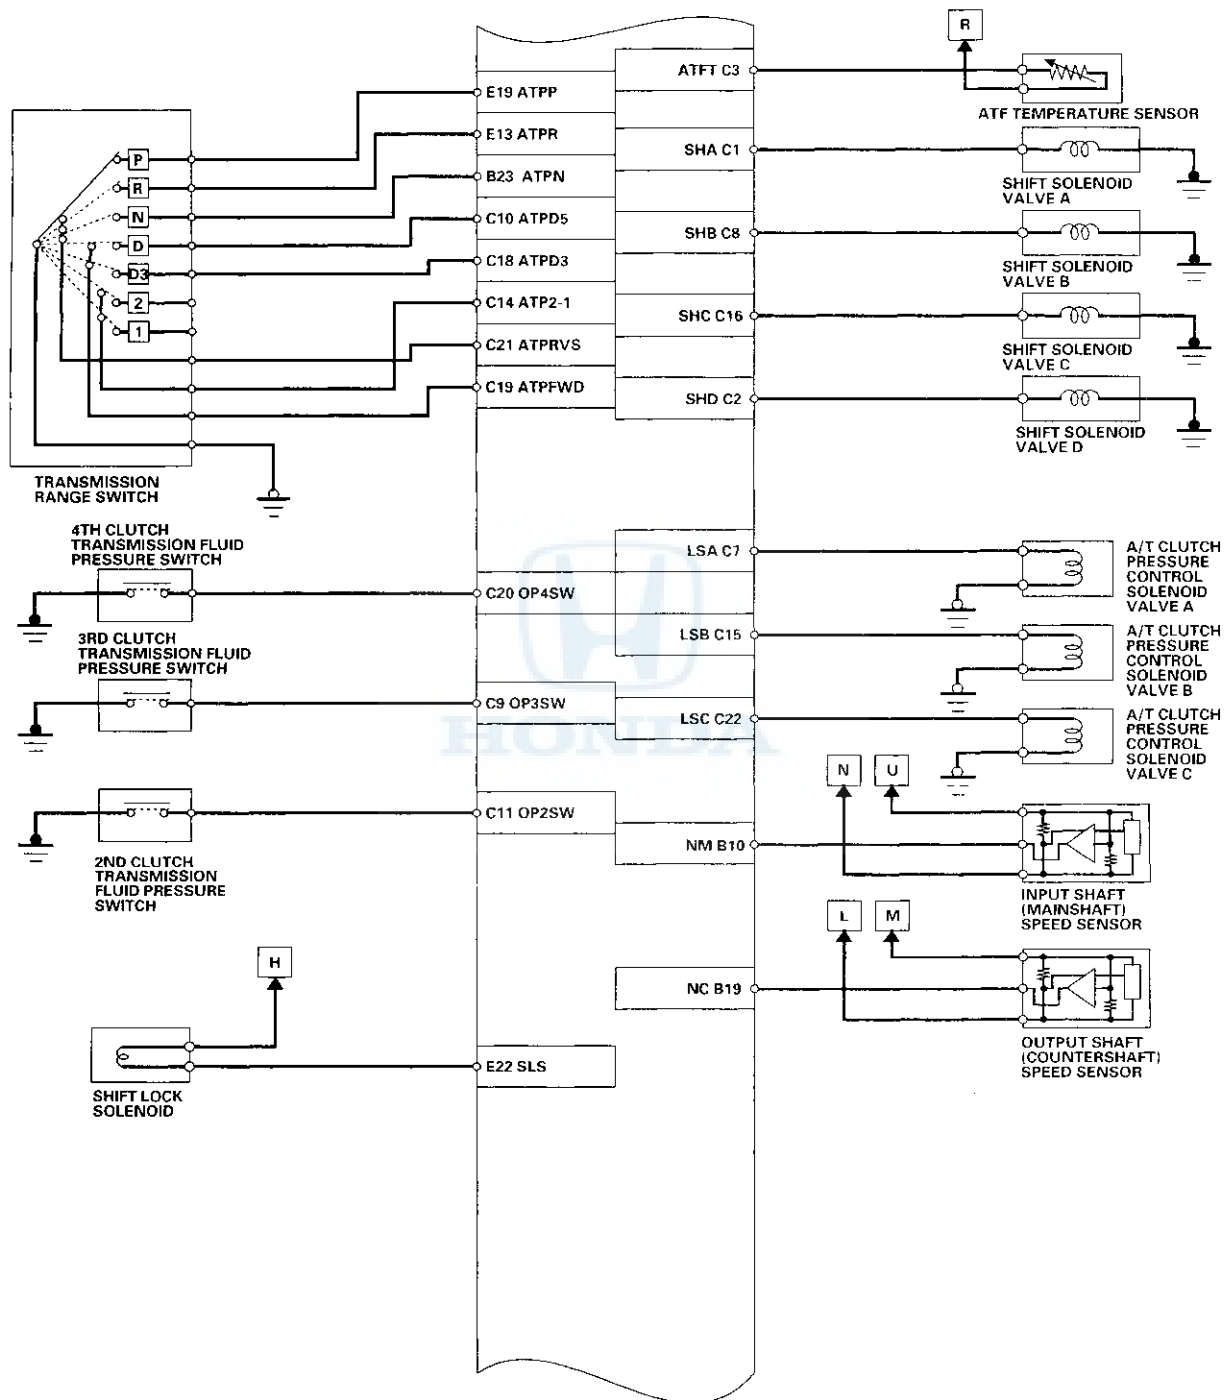 R
ATFT C3
ATF TEMPERATURE SENSOR
E19 ATPP
E13 ATPR
SHA C1
SHIFT SOLENOID
VALVE A
P
R
N
D
D3
2
1
B23 ATPN
C10 ATPD5
SHB C8
SHIFT SOLENOID
VALVE B
C18 ATPD3
C14 ATP2-1
SHC C16
SHIFT SOLENOID
VALVE C
C21 ATPRVS
C19 ATPFWD
SHD C2
SHIFT SOLENOID
VALVE D
TRANSMISSION
RANGE SWITCH
4TH CLUTCH
TRANSMISSION FLUID
PRESSURE SWITCH
LSA C7
A/T CLUTCH
PRESSURE
CONTROL
SOLENOID
VALVE A
C20 OP4SW
3RD CLUTCH
TRANSMISSION FLUID
PRESSURE SWITCH
LSB C15
A/T CLUTCH
PRESSURE
CONTROL
SOLENOID
VALVE B
C9 OP3SW
LSC C22
A/T CLUTCH
PRESSURE
CONTROL
SOLENOID
VALVE C
HONDA
N
U
C11 OP2SW
2ND CLUTCH
TRANSMISSION
FLUID PRESSURE
SWITCH
NM B10
INPUT SHAFT
(MAINSHAFT)
SPEED SENSOR
L
M
H
NC B19
OUTPUT SHAFT
(COUNTERSHAFT)
SPEED SENSOR
E22 SLS
SHIFT LOCK
SOLENOID